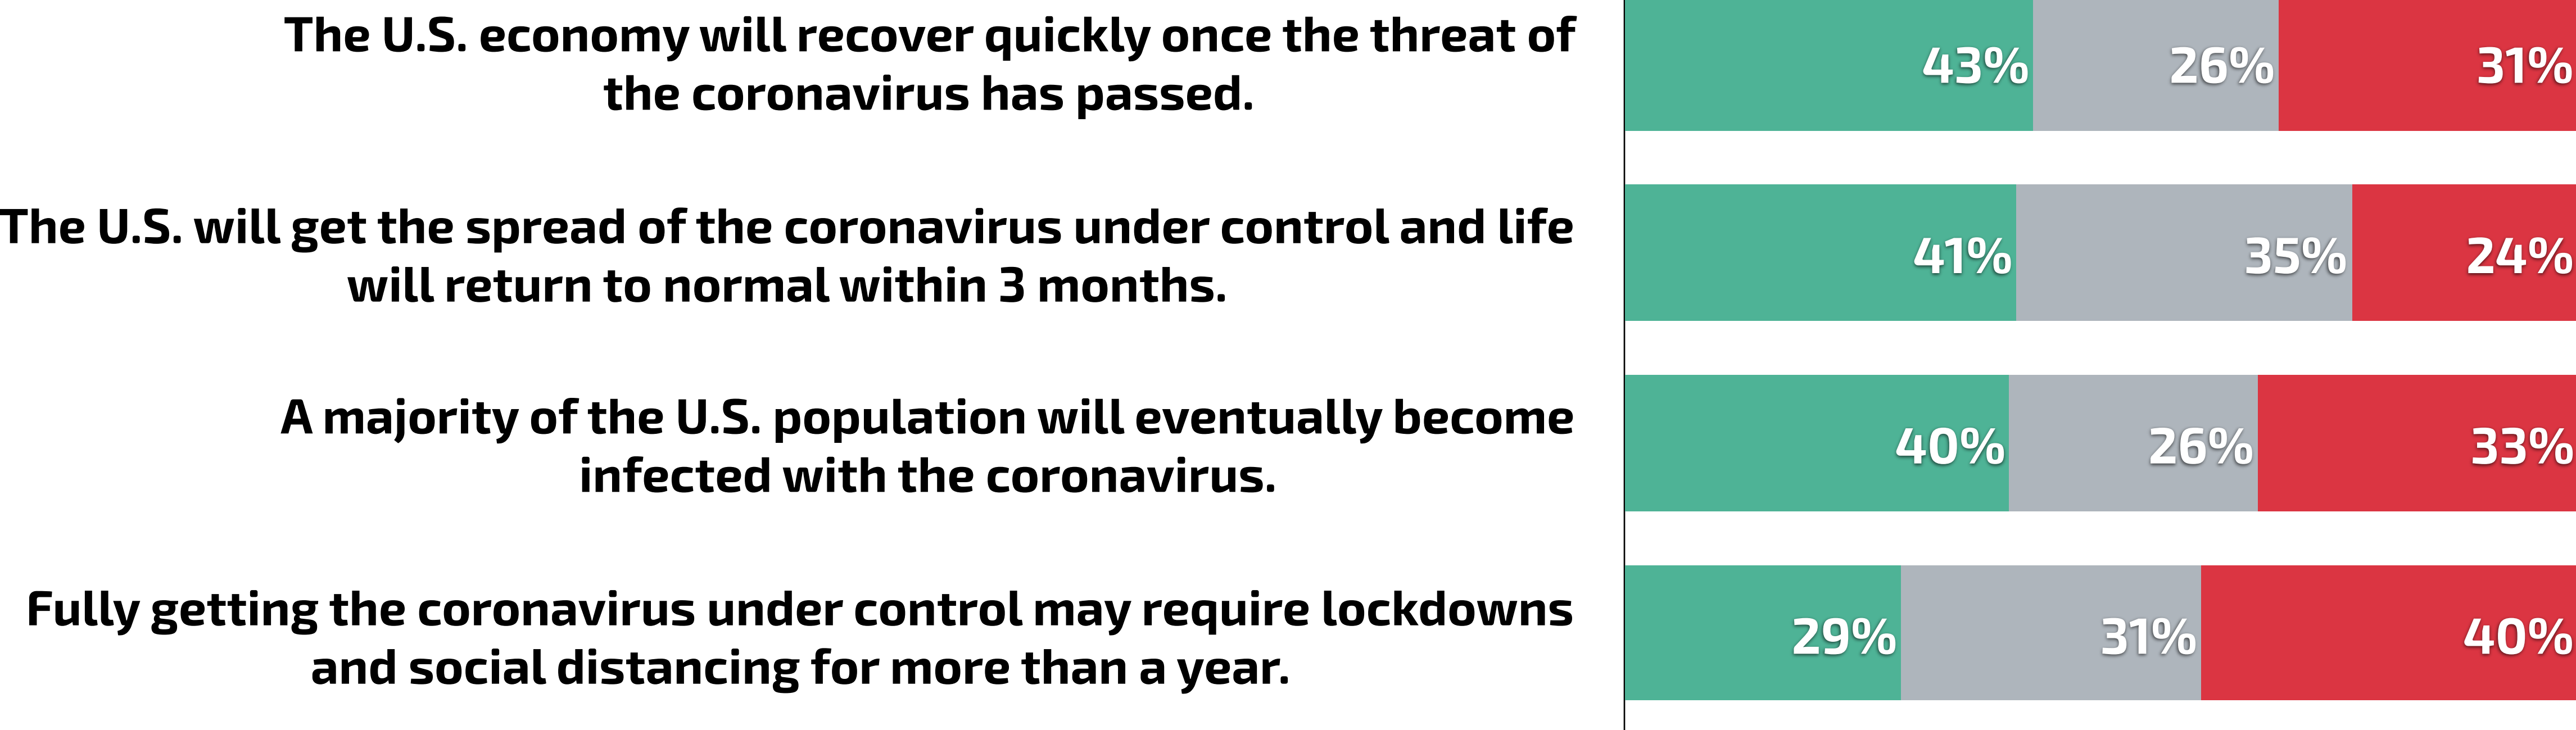 The U.S. economy will recover quickly once the threat of
the coronavirus has passed.
43% 26% 31%
The U.S. will get the spread of the coronavirus under control and life
will return to normal within 3 months.
41% 35% 24%
A majority of the U.S. population will eventually become
infected with the coronavirus.
40% 26% 33%
Fully getting the coronavirus under control may require lockdowns
and social distancing for more than a year.
29% 31% 40%